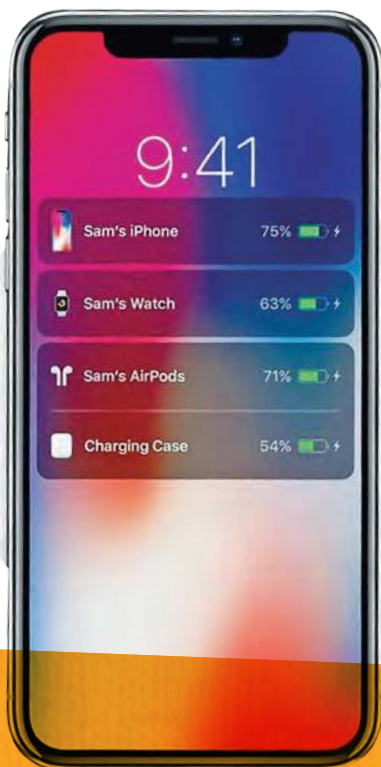 9:41
Sam's iPhone 75%
Sam's Watch 63%
Sam's AirPods 71%
Charging Case 54%